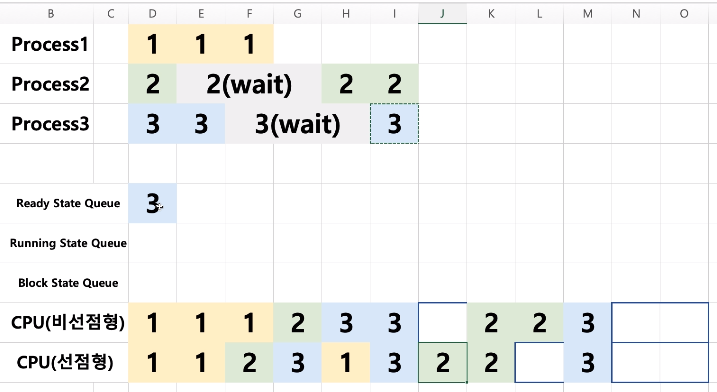 B C D E F G H I J K L M N O
Process1 1 1 1
Process2 2 2(wait) 2 2
Process3 3 3 3(wait) 3
Ready State Queue 3
Running State Queue
Block State Queue
CPU(비선점형) 1 1 1 2 3 3 2 2 3
CPU(선점형) 1 1 2 3 1 3 2 2 3